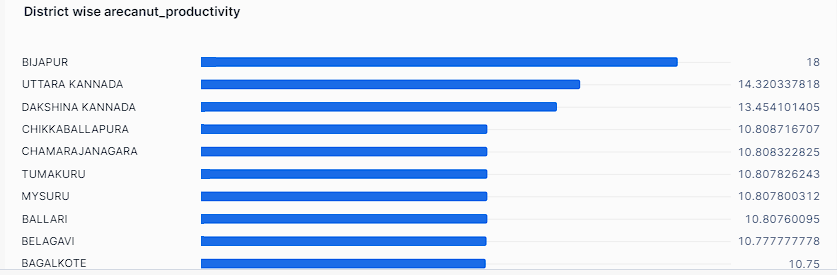 District wise arecanut_productivity
BIJAPUR 18
UTTARA KANNADA 14.320337818
DAKSHINA KANNADA 13.454101405
CHIKKABALLAPURA 10.808716707
CHAMARAJANAGARA 10.808322825
TUMAKURU 10.807826243
MYSURU 10.807800312
BALLARI 10.80760095
BELAGAVI 10.777777778
BAGALKOTE 10.75